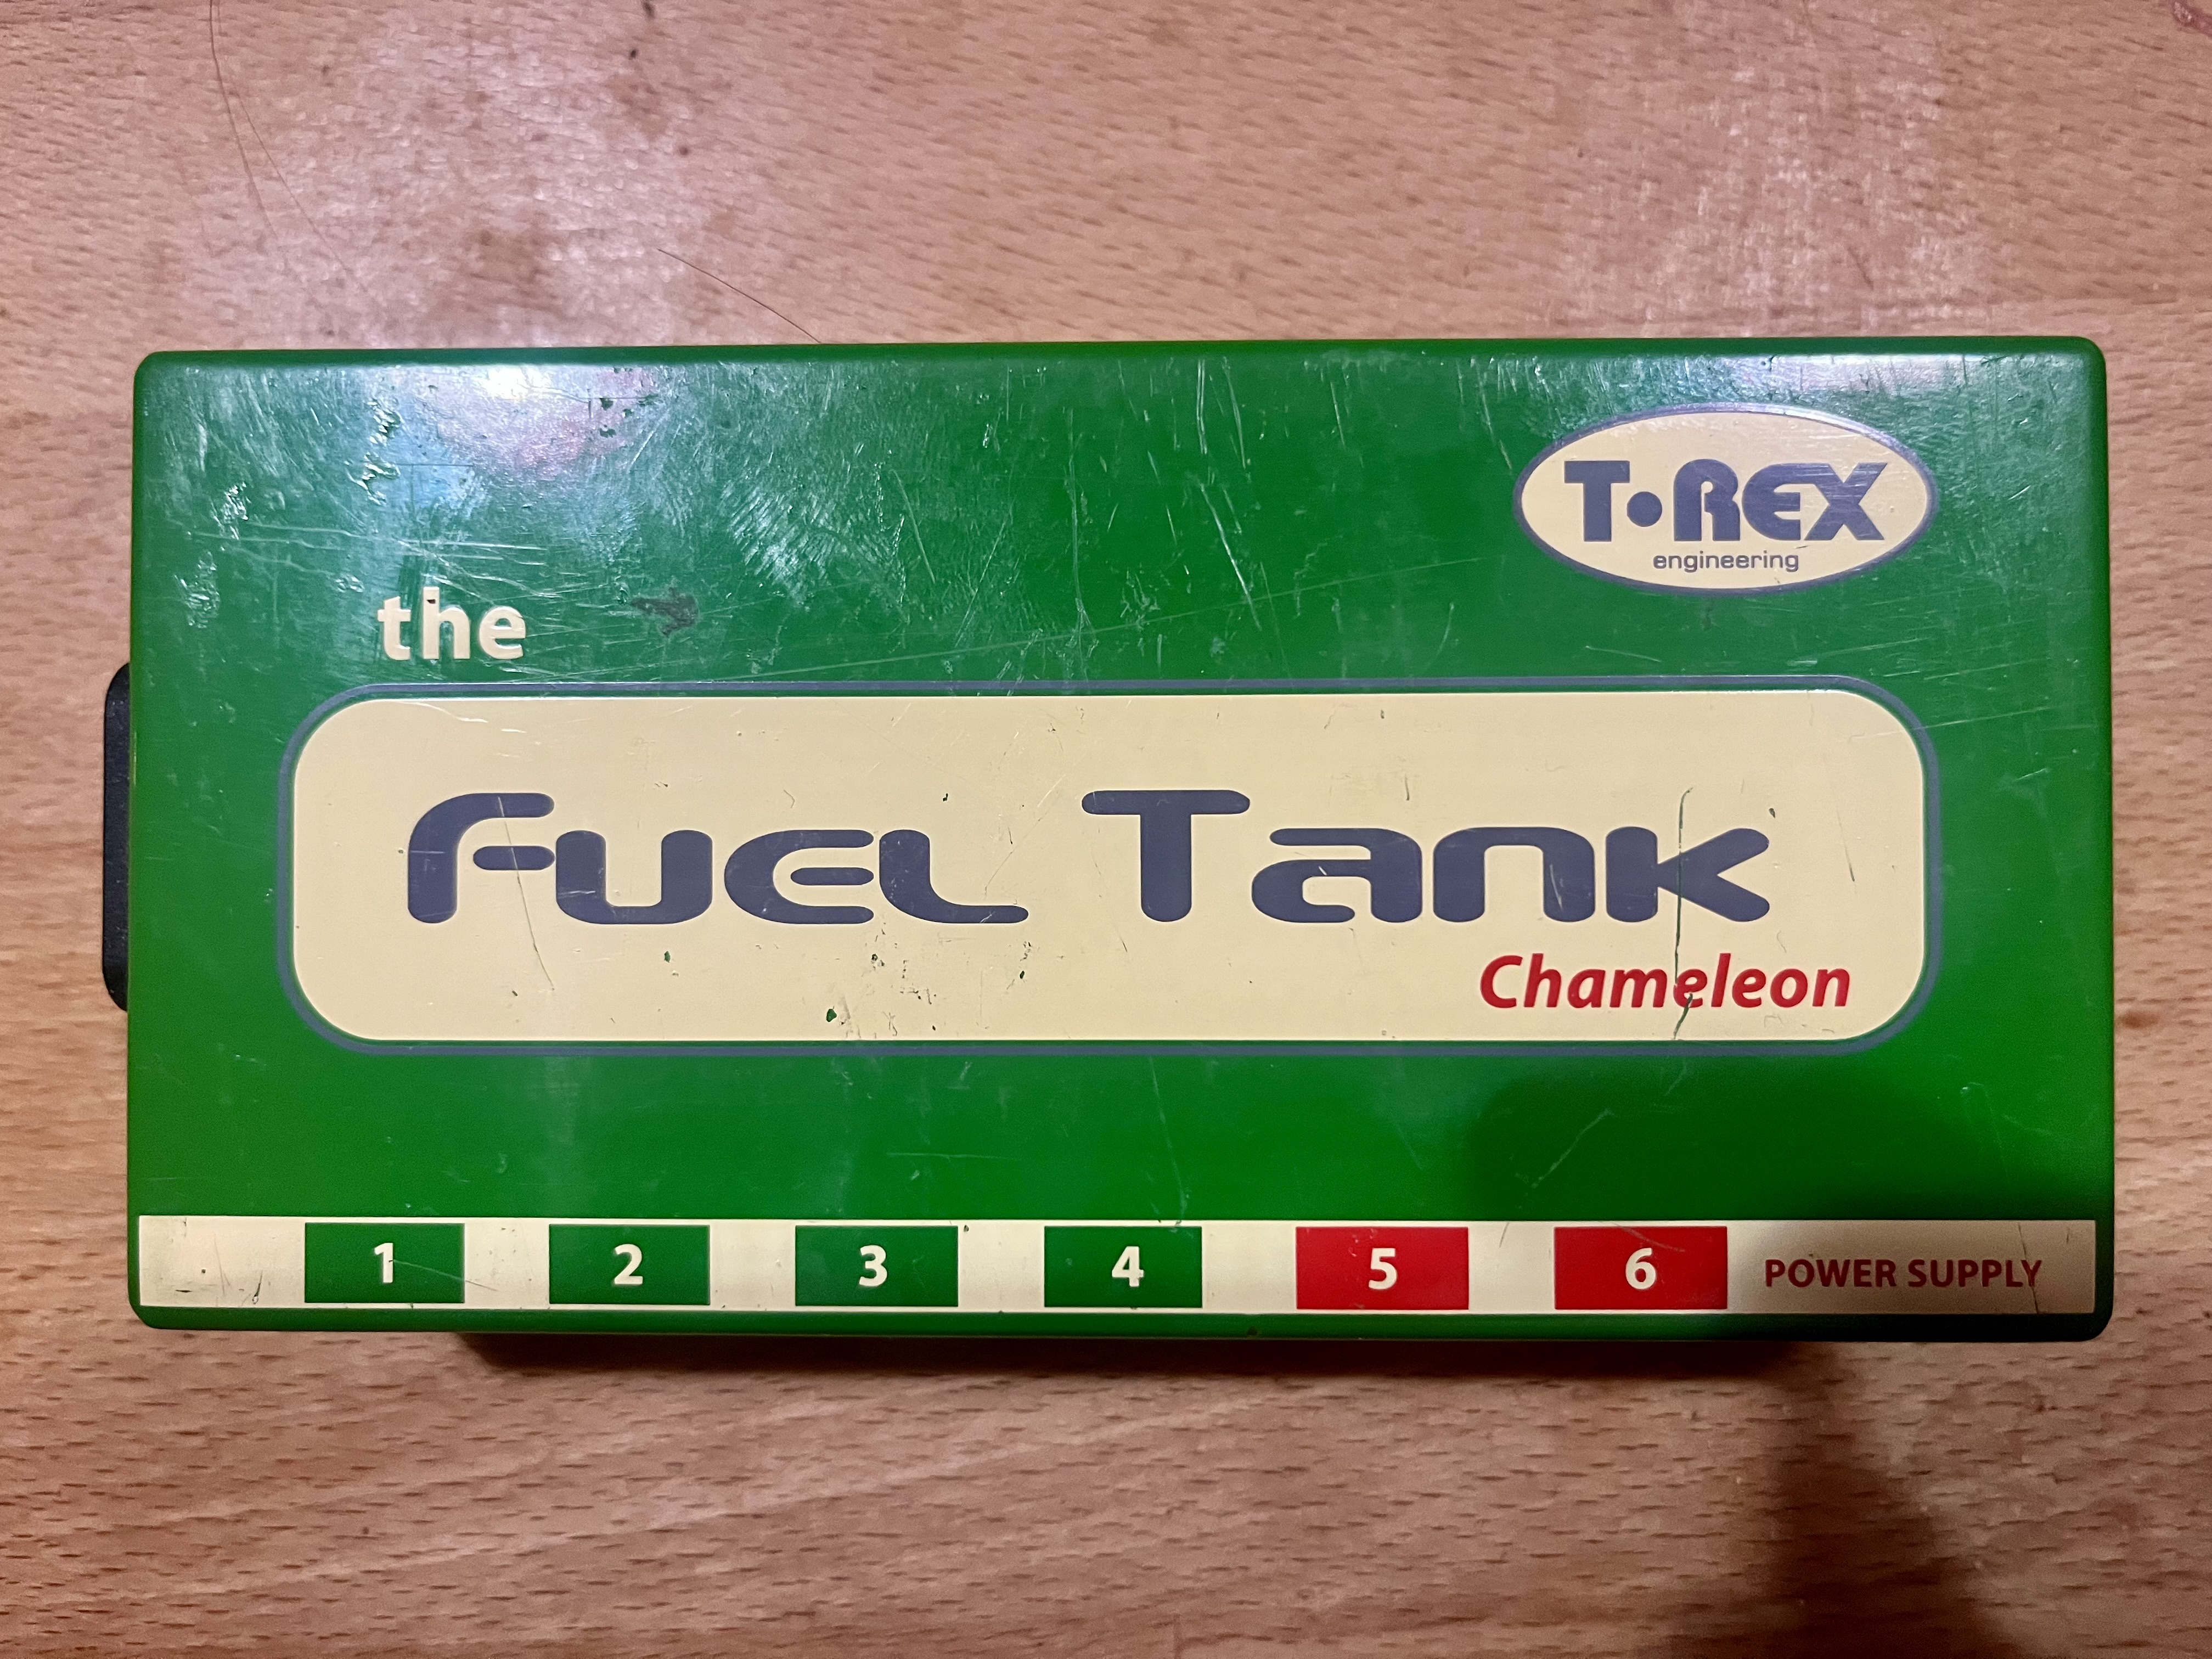 T•REX
engineering
the
Fuel Tank
Chameleon
1 2 3 4 5 6 POWER SUPPLY